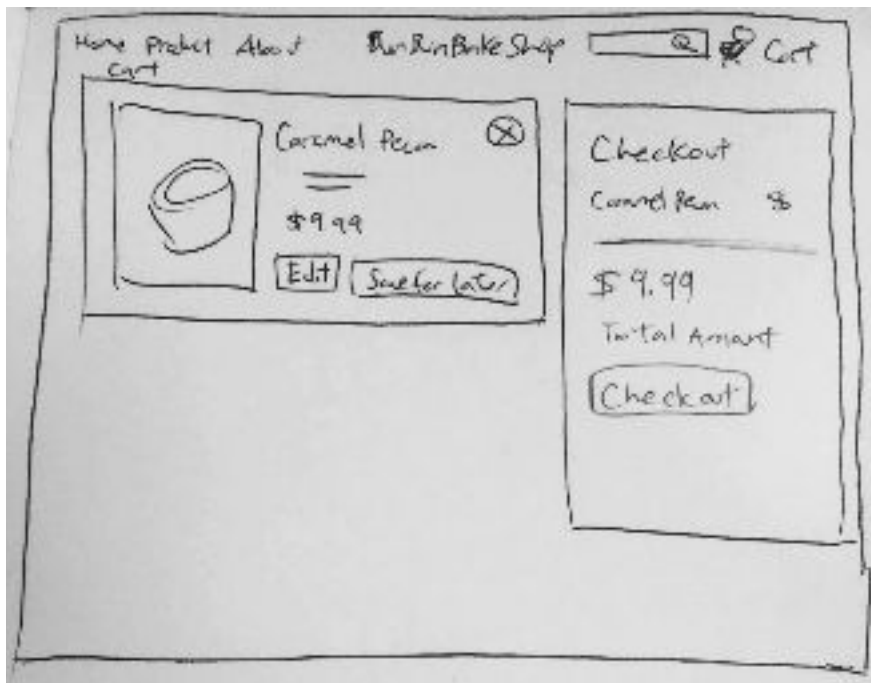 Home Product About BunBunBakeShop Cart
Cart
Caramel Pecan
$9.99
Edit Save for Later
Checkout
Caramel Pecan
$9.99
Total Amount
Checkout